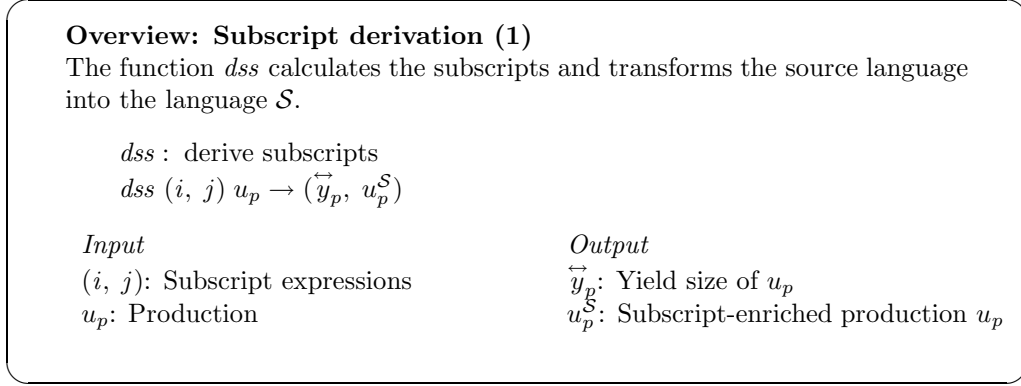 Overview: Subscript derivation (1)
The function dss calculates the subscripts and transforms the source language
into the language 𝒮.
dss : derive subscripts
dss (i, j) u_p → (y⃡_p, u_p^𝒮)
Input
(i, j): Subscript expressions
u_p: Production
Output
y⃡_p: Yield size of u_p
u_p^𝒮: Subscript-enriched production u_p